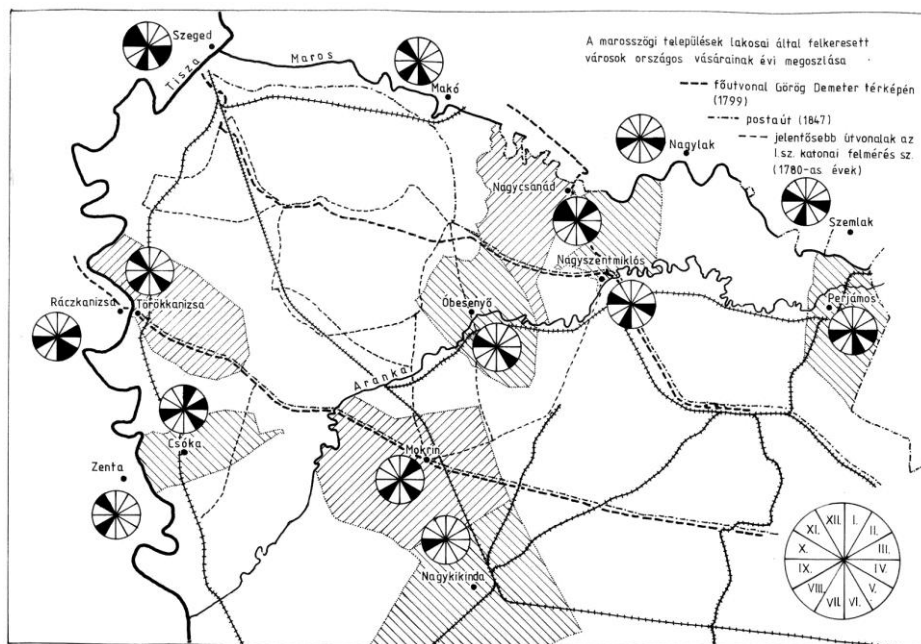 A marosszögi települések lakosai által felkeresett
városok országos vásárainak évi megoszlása
főutvonal Görög Demeter térképén
(1799)
postaút (1847)
jelentősebb útvonalak az
I.sz. katonai felmérés sz.
(1780-as évek)
Szeged
Tisza
Maros
Makó
Nagylak
Nagycsanád
Szemlak
Nagyszentmiklós
Ráczkanizsa
Törökkanizsa
Óbesenyő
Perjámos
Aranka
Csóka
Mokrin
Zenta
Nagykikinda
XII. I.
XI. II.
X. III.
IX. IV.
VIII. V.
VII. VI.